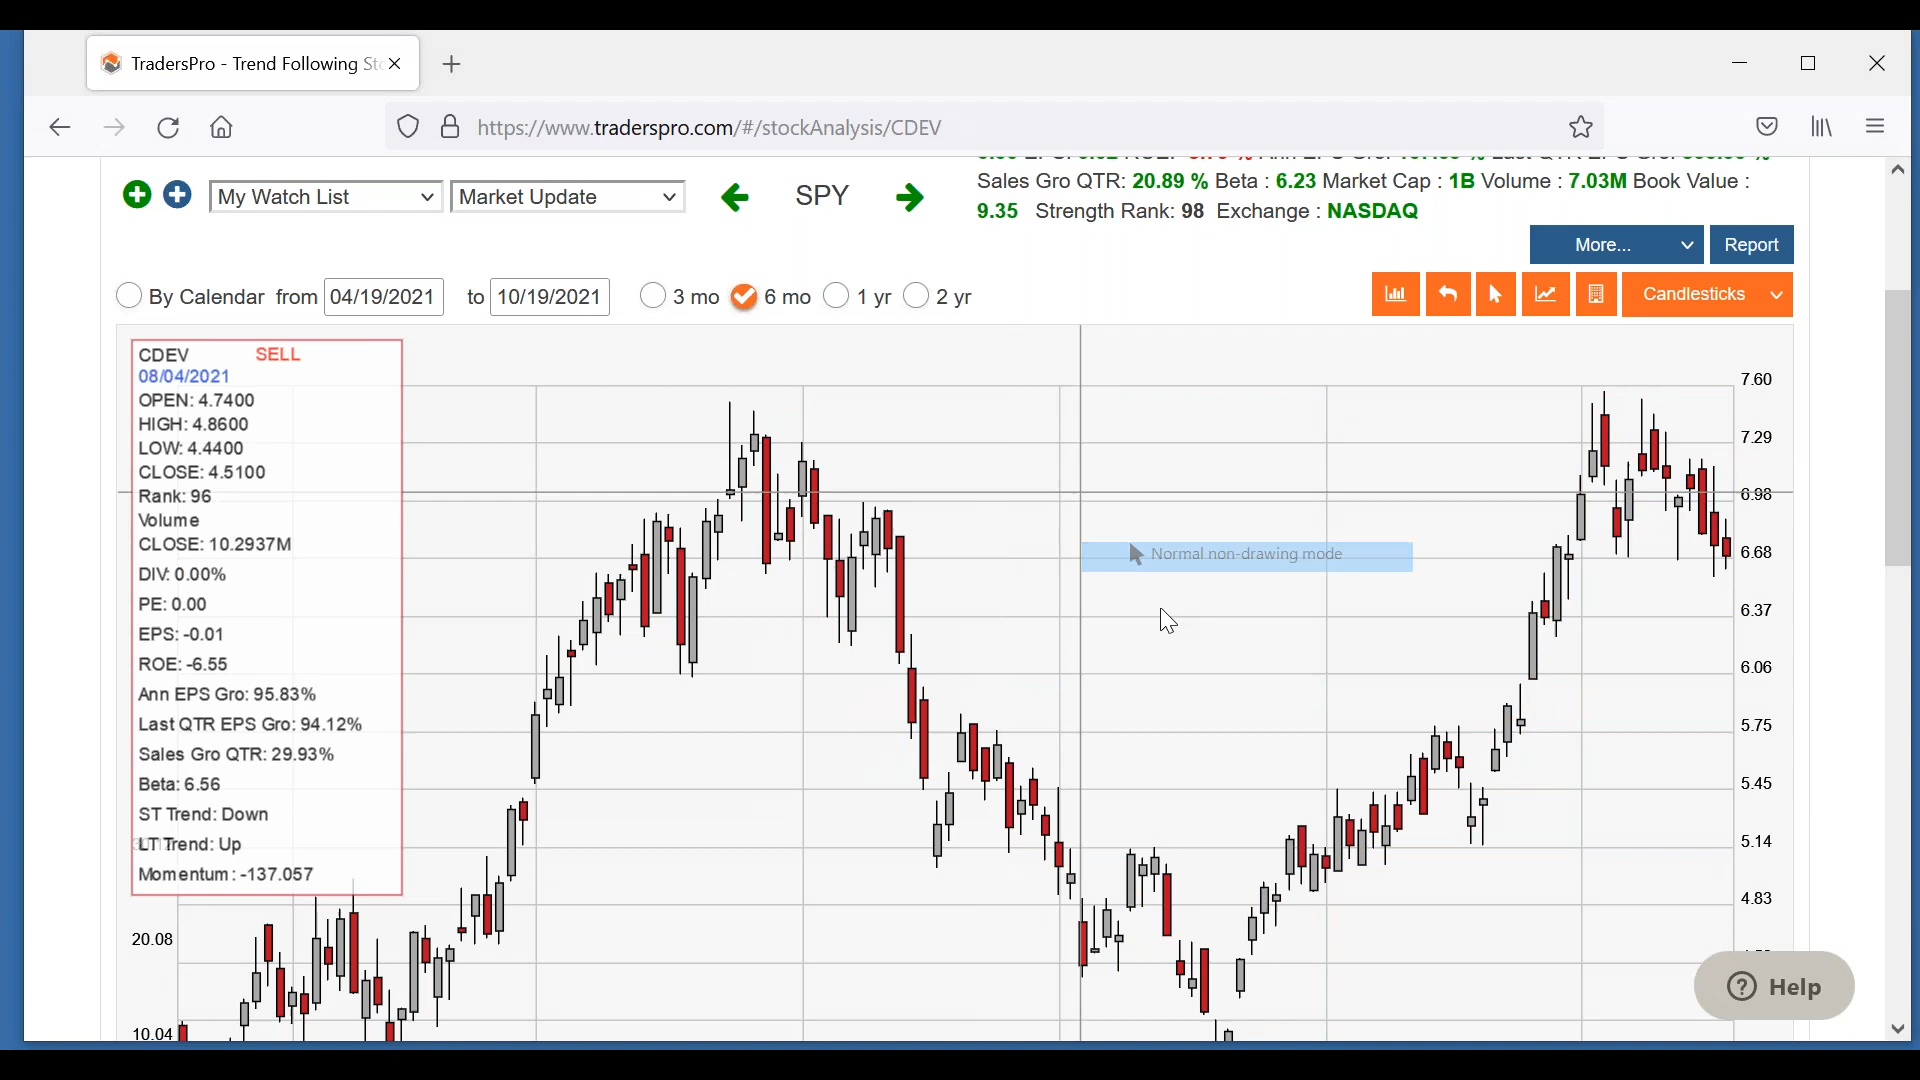 TradersPro - Trend Following Sto
https://www.traderspro.com/#/stockAnalysis/CDEV
My Watch List
Market Update
SPY
Sales Gro QTR: 20.89 % Beta : 6.23 Market Cap : 1B Volume : 7.03M Book Value :
9.35 Strength Rank: 98 Exchange : NASDAQ
More...
Report
By Calendar from 04/19/2021 to 10/19/2021
3 mo
6 mo
1 yr
2 yr
Candlesticks
CDEV SELL
08/04/2021
OPEN: 4.7400
HIGH: 4.8600
LOW: 4.4400
CLOSE: 4.5100
Rank: 96
Volume
CLOSE: 10.2937M
DIV: 0.00%
PE: 0.00
EPS: -0.01
ROE: -6.55
Ann EPS Gro: 95.83%
Last QTR EPS Gro: 94.12%
Sales Gro QTR: 29.93%
Beta: 6.56
ST Trend: Down
LT Trend: Up
Momentum: -137.057
20.08
10.04
Normal non-drawing mode
7.60
7.29
6.98
6.68
6.37
6.06
5.75
5.45
5.14
4.83
Help